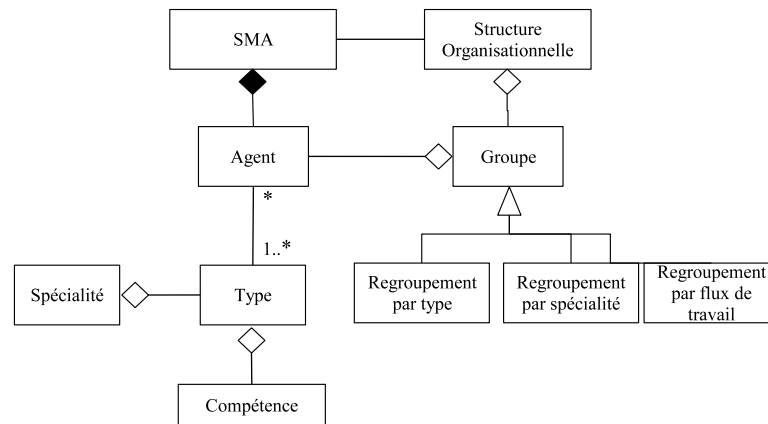 SMA
Structure
Organisationnelle
Agent
Groupe
*
1..*
Spécialité
Type
Regroupement
par type
Regroupement
par spécialité
Regroupement
par flux de
travail
Compétence